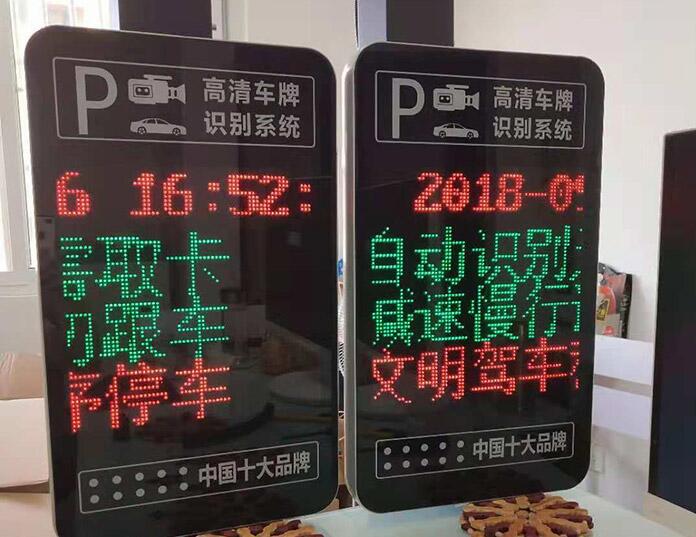 P 高清车牌
识别系统
6 16:52:
取卡
跟车
停车
中国十大品牌
P 高清车牌
识别系统
2018-0
自动识别
减速慢行
文明驾车
中国十大品牌